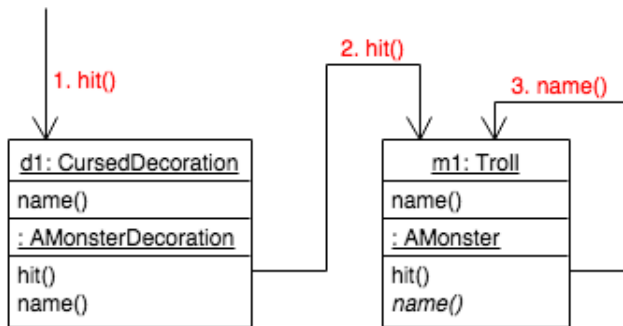 1. hit()
2. hit()
3. name()
d1: CursedDecoration
name()
: AMonsterDecoration
hit()
name()
m1: Troll
name()
: AMonster
hit()
name()